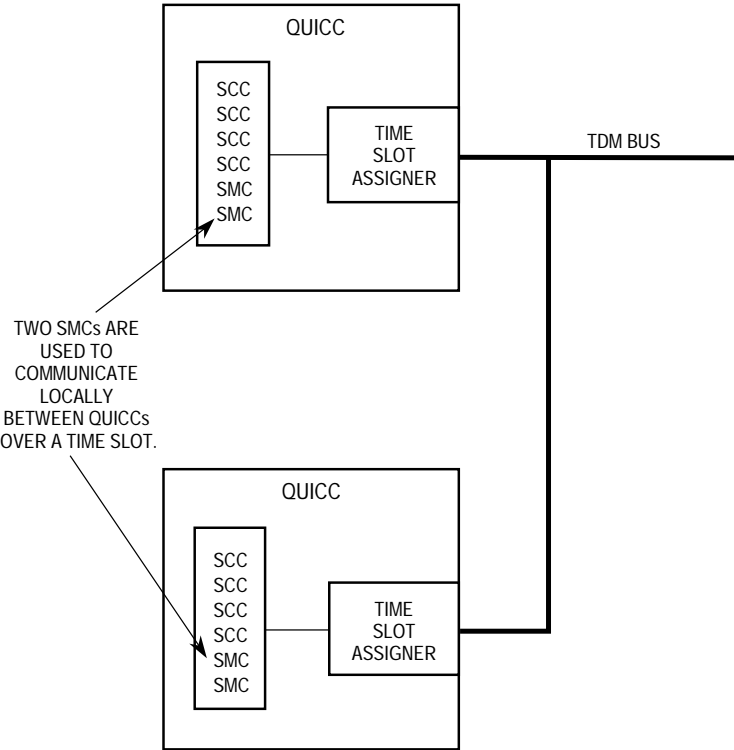 QUICC
SCC
SCC
SCC
SCC
SMC
SMC
TIME
SLOT
ASSIGNER
TDM BUS
TWO SMCs ARE
USED TO
COMMUNICATE
LOCALLY
BETWEEN QUICCs
OVER A TIME SLOT.
QUICC
SCC
SCC
SCC
SCC
SMC
SMC
TIME
SLOT
ASSIGNER